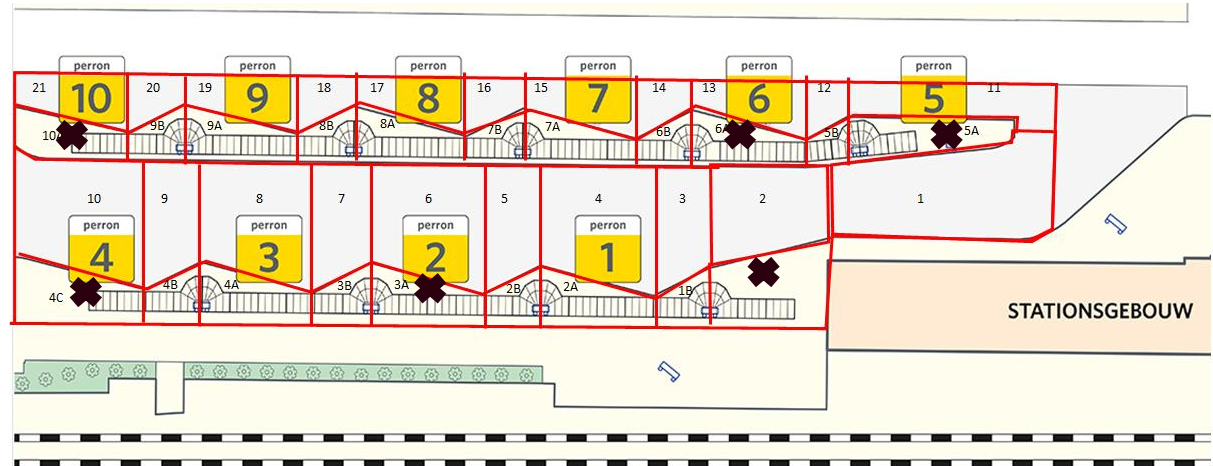 perron
10
perron
9
perron
8
perron
7
perron
6
perron
5
21
20
19
18
17
16
15
14
13
12
11
9B
9A
8B
8A
7B
7A
6B
5B
5A
10
9
8
7
6
5
4
3
2
1
perron
4
perron
3
perron
2
perron
1
4C
4B
4A
3B
3A
2B
2A
1B
STATIONSGEBOUW